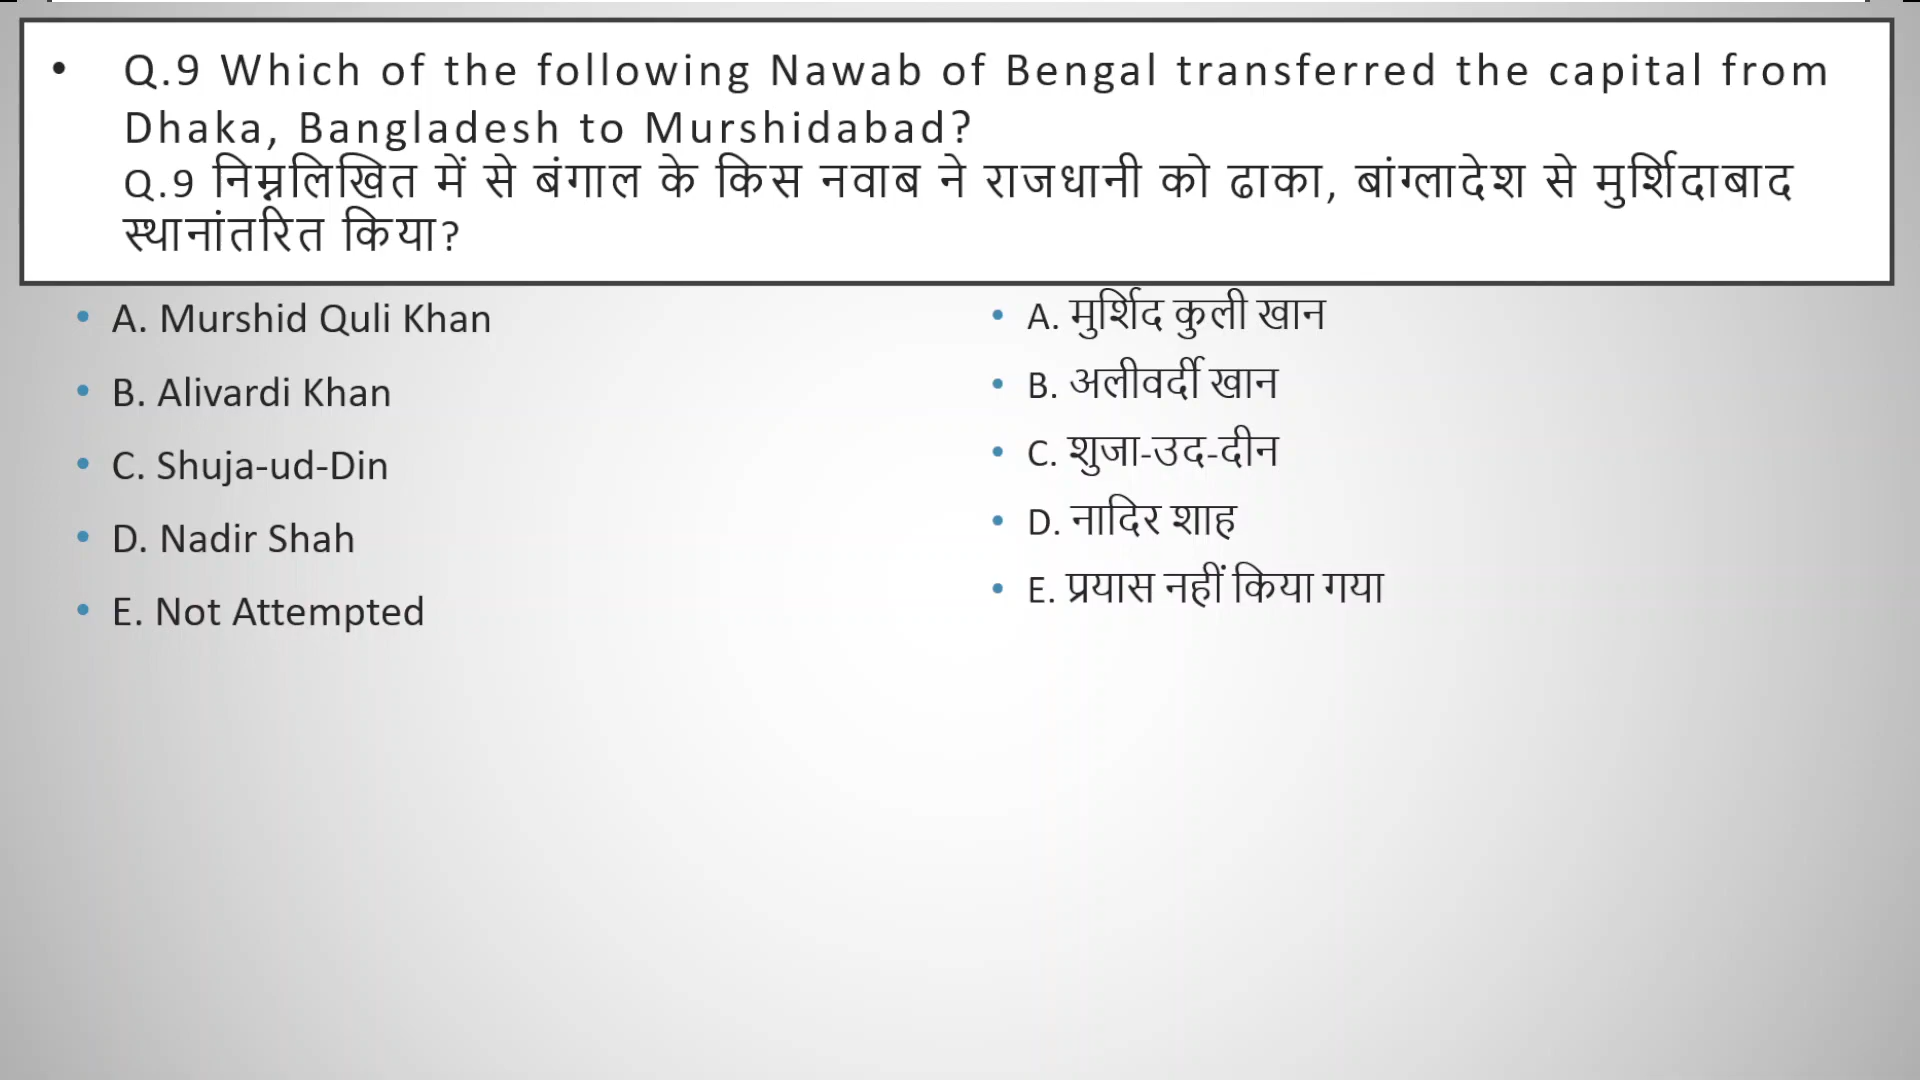 • Q.9 Which of the following Nawab of Bengal transferred the capital from
Dhaka, Bangladesh to Murshidabad?
Q.9 निम्नलिखित में से बंगाल के किस नवाब ने राजधानी को ढाका, बांग्लादेश से मुर्शिदाबाद
स्थानांतरित किया?
• A. Murshid Quli Khan
• B. Alivardi Khan
• C. Shuja-ud-Din
• D. Nadir Shah
• E. Not Attempted
• A. मुर्शिद कुली खान
• B. अलीवर्दी खान
• C. शुजा-उद-दीन
• D. नादिर शाह
• E. प्रयास नहीं किया गया